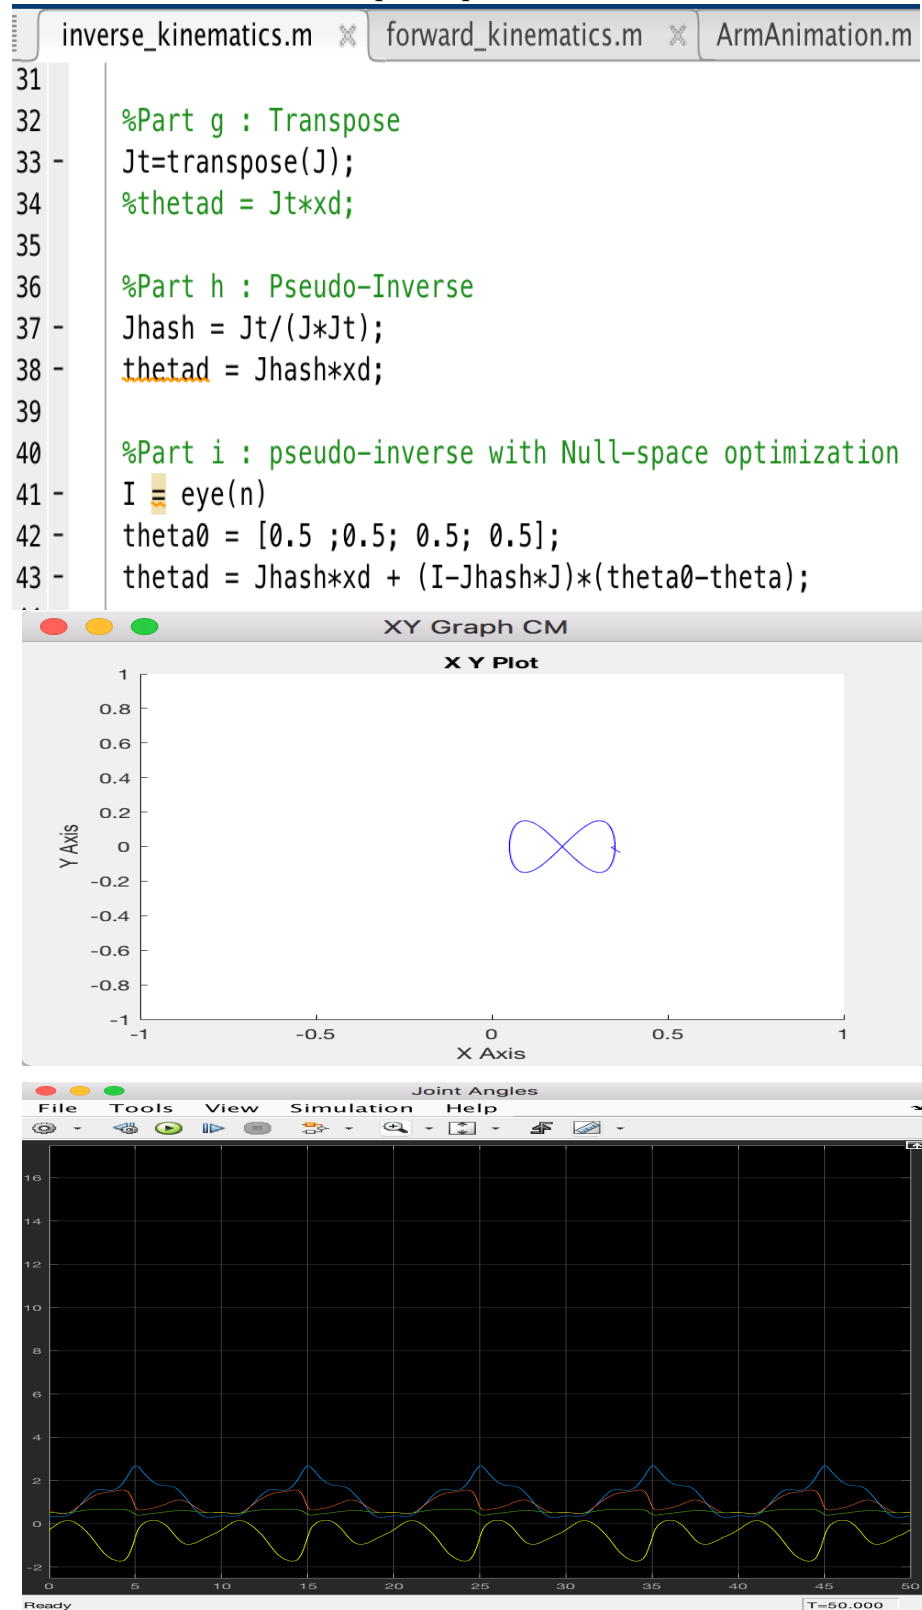 inverse_kinematics.m × forward_kinematics.m × ArmAnimation.m
31
32 %Part g : Transpose
33 – Jt=transpose(J);
34 %thetad = Jt*xd;
35
36 %Part h : Pseudo-Inverse
37 – Jhash = Jt/(J*Jt);
38 – thetad = Jhash*xd;
39
40 %Part i : pseudo-inverse with Null-space optimization
41 – I = eye(n)
42 – theta0 = [0.5 ;0.5; 0.5; 0.5];
43 – thetad = Jhash*xd + (I-Jhash*J)*(theta0-theta);
XY Graph CM
X Y Plot
1
0.8
0.6
0.4
0.2
0
-0.2
-0.4
-0.6
-0.8
-1
Y Axis
-1 -0.5 0 0.5 1
X Axis
Joint Angles
File Tools View Simulation Help
16
14
12
10
8
6
4
2
0
-2
0 5 10 15 20 25 30 35 40 45 50
Ready T=50.000